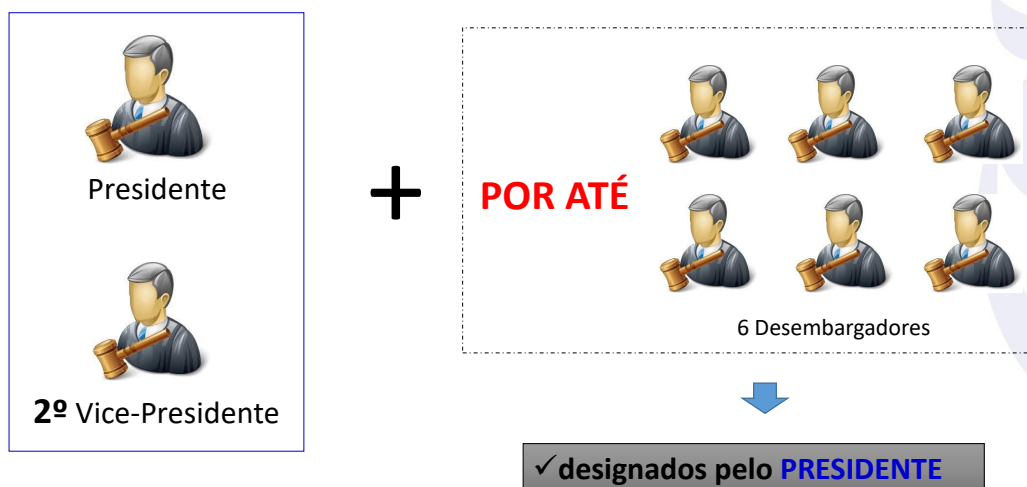 Presidente
2º Vice-Presidente
+
POR ATÉ
6 Desembargadores
✓designados pelo PRESIDENTE